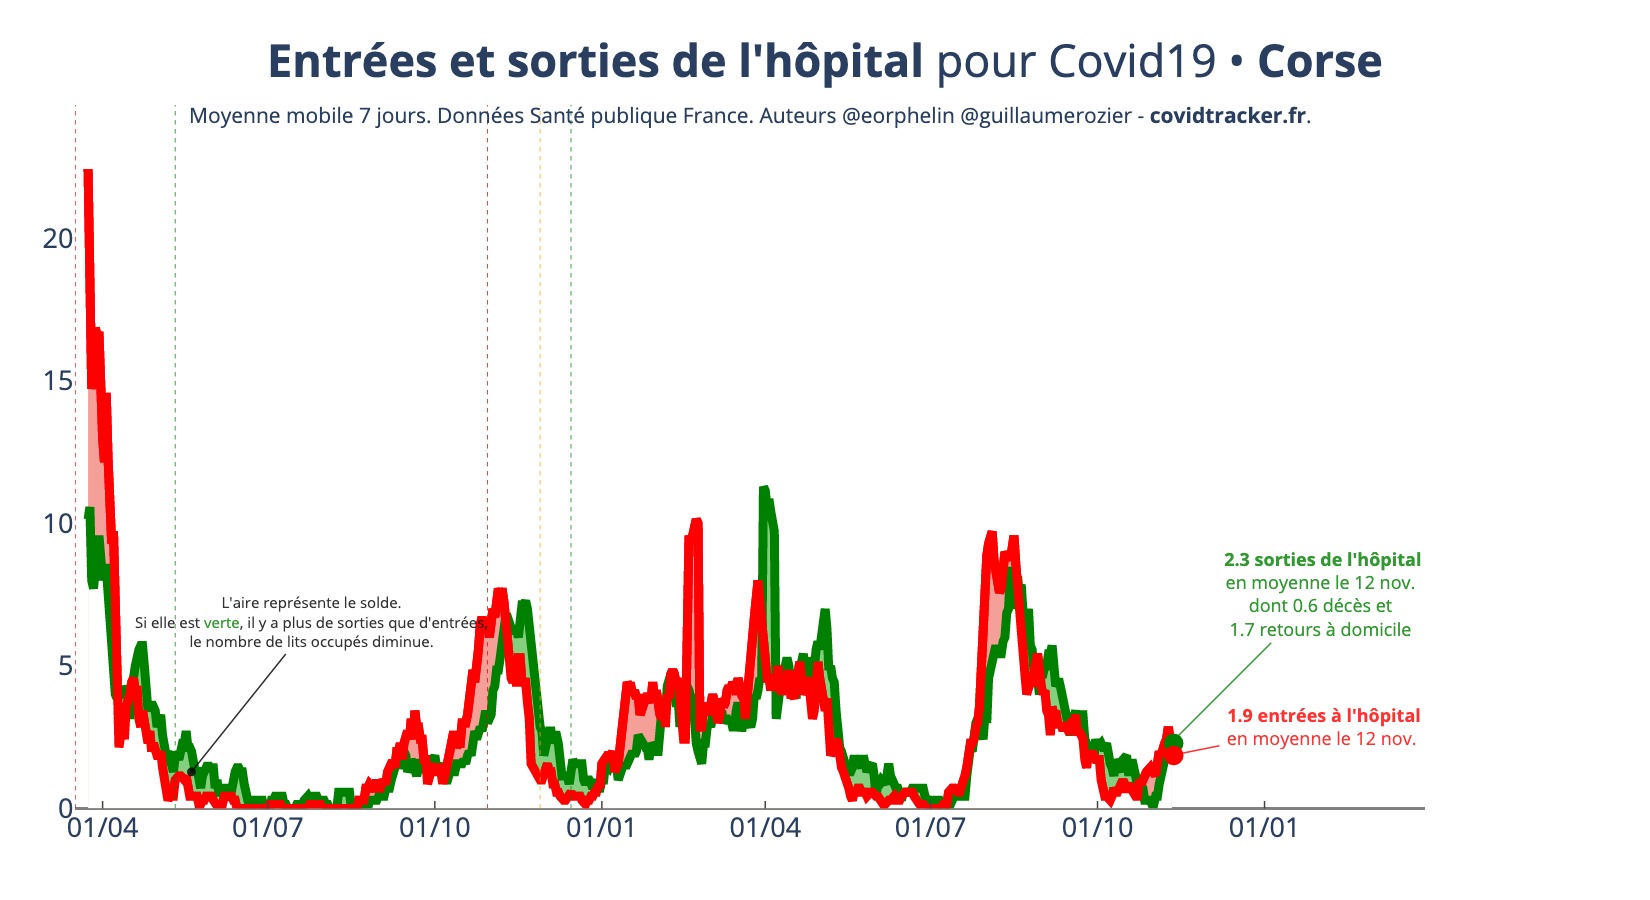 Entrées et sorties de l'hôpital pour Covid19 • Corse
Moyenne mobile 7 jours. Données Santé publique France. Auteurs @eorphelin @guillaumerozier - covidtracker.fr.
20
15
10
5
0
L'aire représente le solde.
Si elle est verte, il y a plus de sorties que d'entrées,
le nombre de lits occupés diminue.
2.3 sorties de l'hôpital
en moyenne le 12 nov.
dont 0.6 décès et
1.7 retours à domicile
1.9 entrées à l'hôpital
en moyenne le 12 nov.
01/04 01/07 01/10 01/01 01/04 01/07 01/10 01/01